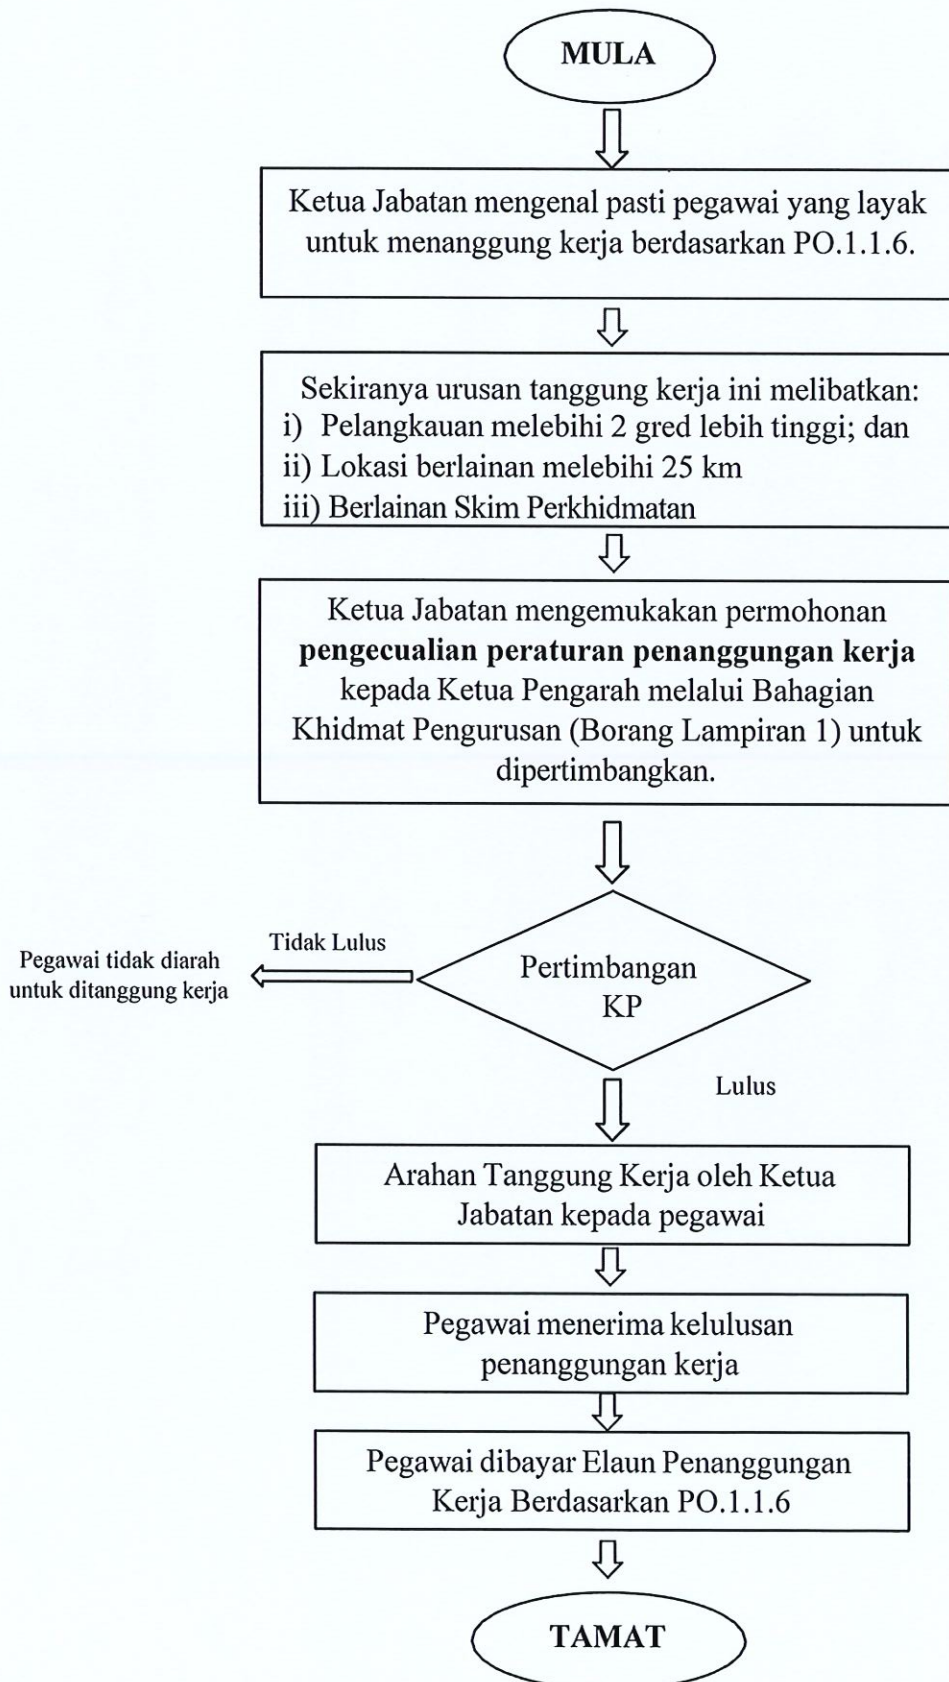 MULA
Ketua Jabatan mengenal pasti pegawai yang layak
untuk menanggung kerja berdasarkan PO.1.1.6.
Sekiranya urusan tanggung kerja ini melibatkan:
i) Pelangkauan melebihi 2 gred lebih tinggi; dan
ii) Lokasi berlainan melebihi 25 km
iii) Berlainan Skim Perkhidmatan
Ketua Jabatan mengemukakan permohonan
pengecualian peraturan penanggungan kerja
kepada Ketua Pengarah melalui Bahagian
Khidmat Pengurusan (Borang Lampiran 1) untuk
dipertimbangkan.
Pertimbangan
KP
Tidak Lulus
Pegawai tidak diarah
untuk ditanggung kerja
Lulus
Arahan Tanggung Kerja oleh Ketua
Jabatan kepada pegawai
Pegawai menerima kelulusan
penanggungan kerja
Pegawai dibayar Elaun Penanggungan
Kerja Berdasarkan PO.1.1.6
TAMAT